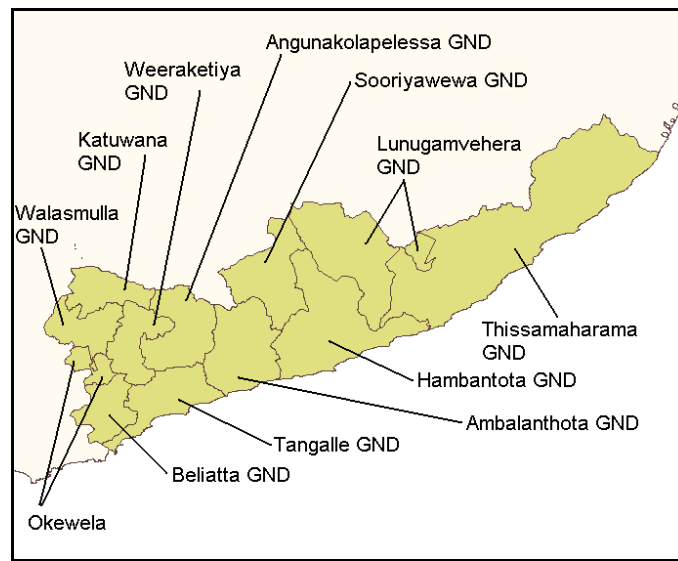 Angunakolapelessa GND
Weeraketiya
GND
Sooriyawewa GND
Katuwana
GND
Lunugamvehera
GND
Walasmulla
GND
Thissamaharama
GND
Hambantota GND
Ambalanthota GND
Tangalle GND
Beliatta GND
Okewela